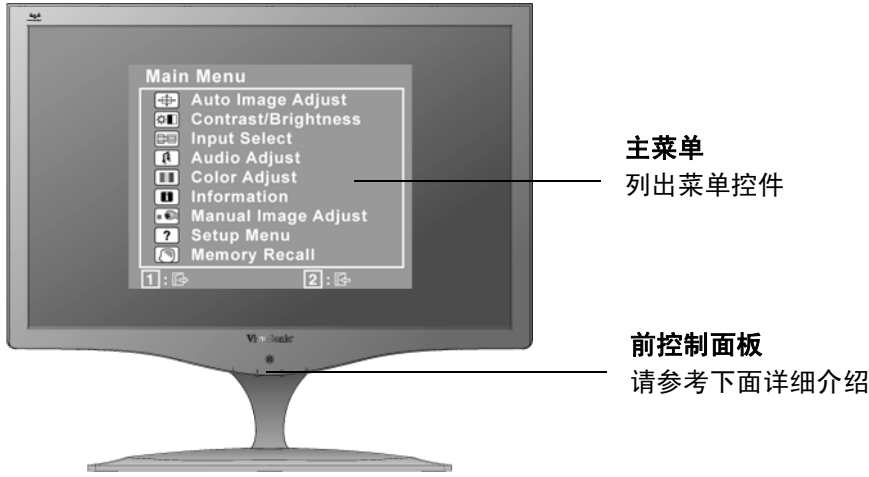 Main Menu
Auto Image Adjust
Contrast/Brightness
Input Select
Audio Adjust
Color Adjust
Information
Manual Image Adjust
? Setup Menu
Memory Recall
1 :
2 :
ViewSonic
主菜单
列出菜单控件
前控制面板
请参考下面详细介绍